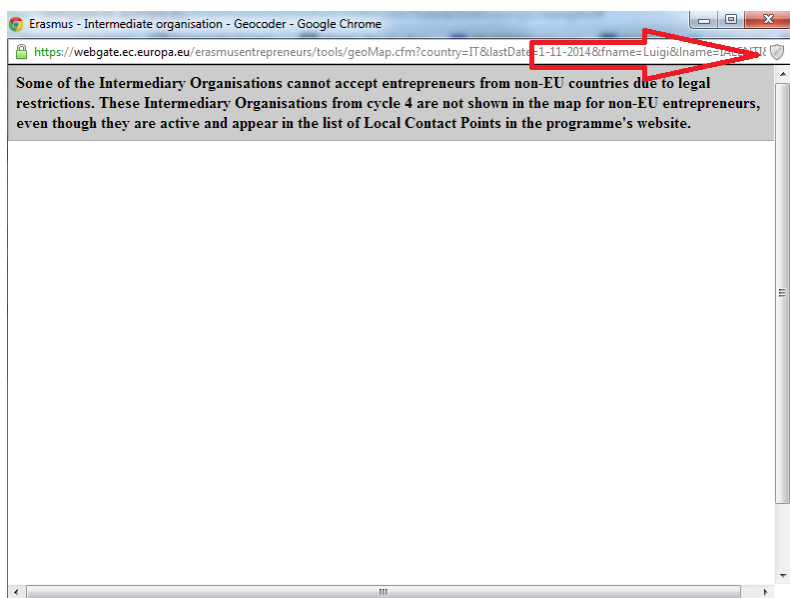 Erasmus - Intermediate organisation - Geocoder - Google Chrome
https://webgate.ec.europa.eu/erasmusentrepreneurs/tools/geoMap.cfm?country=IT&lastDate=1-11-2014&fname=Luigi&lname=
Some of the Intermediary Organisations cannot accept entrepreneurs from non-EU countries due to legal
restrictions. These Intermediary Organisations from cycle 4 are not shown in the map for non-EU entrepreneurs,
even though they are active and appear in the list of Local Contact Points in the programme's website.